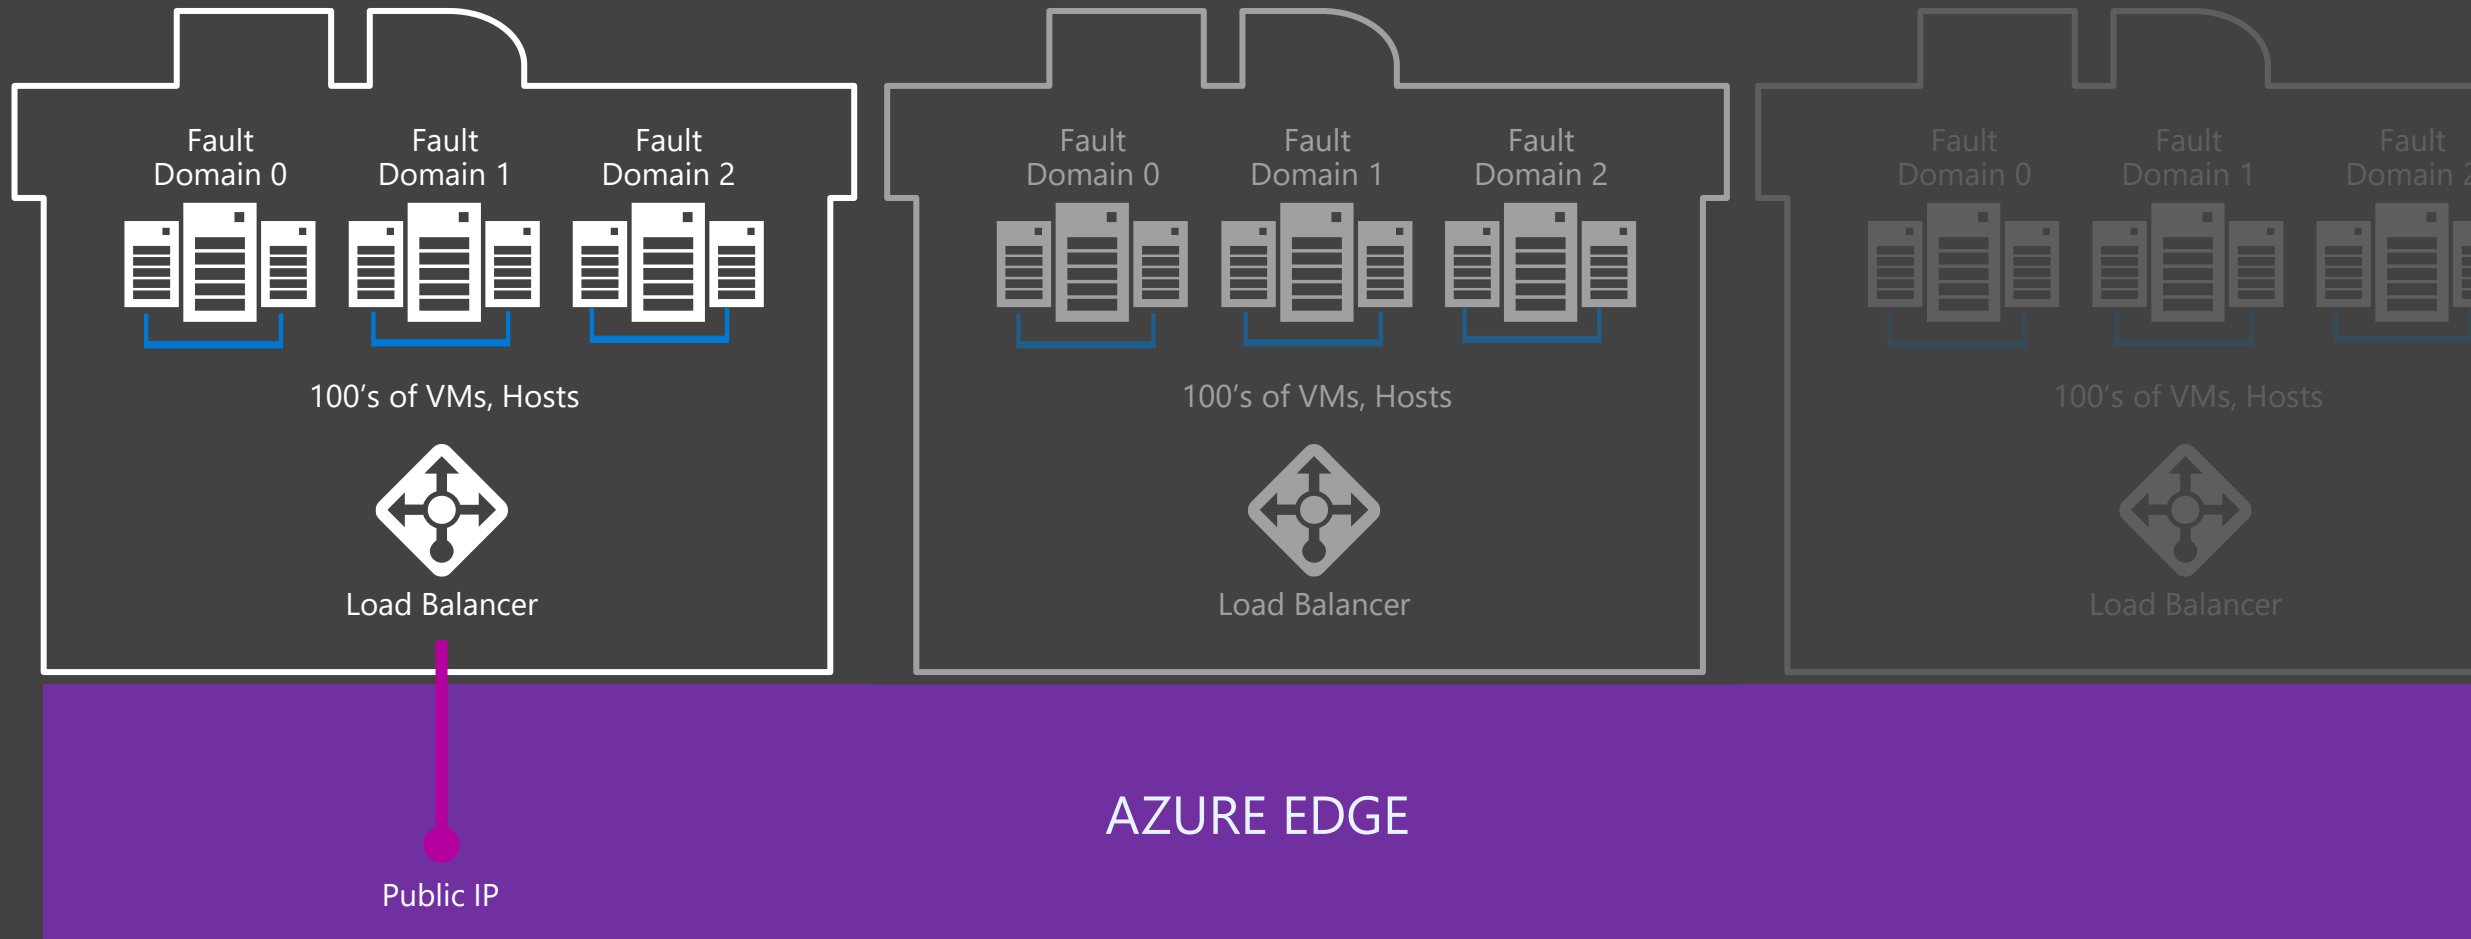 Fault
Domain 0
Fault
Domain 1
Fault
Domain 2
100's of VMs, Hosts
Load Balancer
Fault
Domain 0
Fault
Domain 1
Fault
Domain 2
100's of VMs, Hosts
Load Balancer
Fault
Domain 0
Fault
Domain 1
Fault
Domain 2
100's of VMs, Hosts
Load Balancer
AZURE EDGE
Public IP